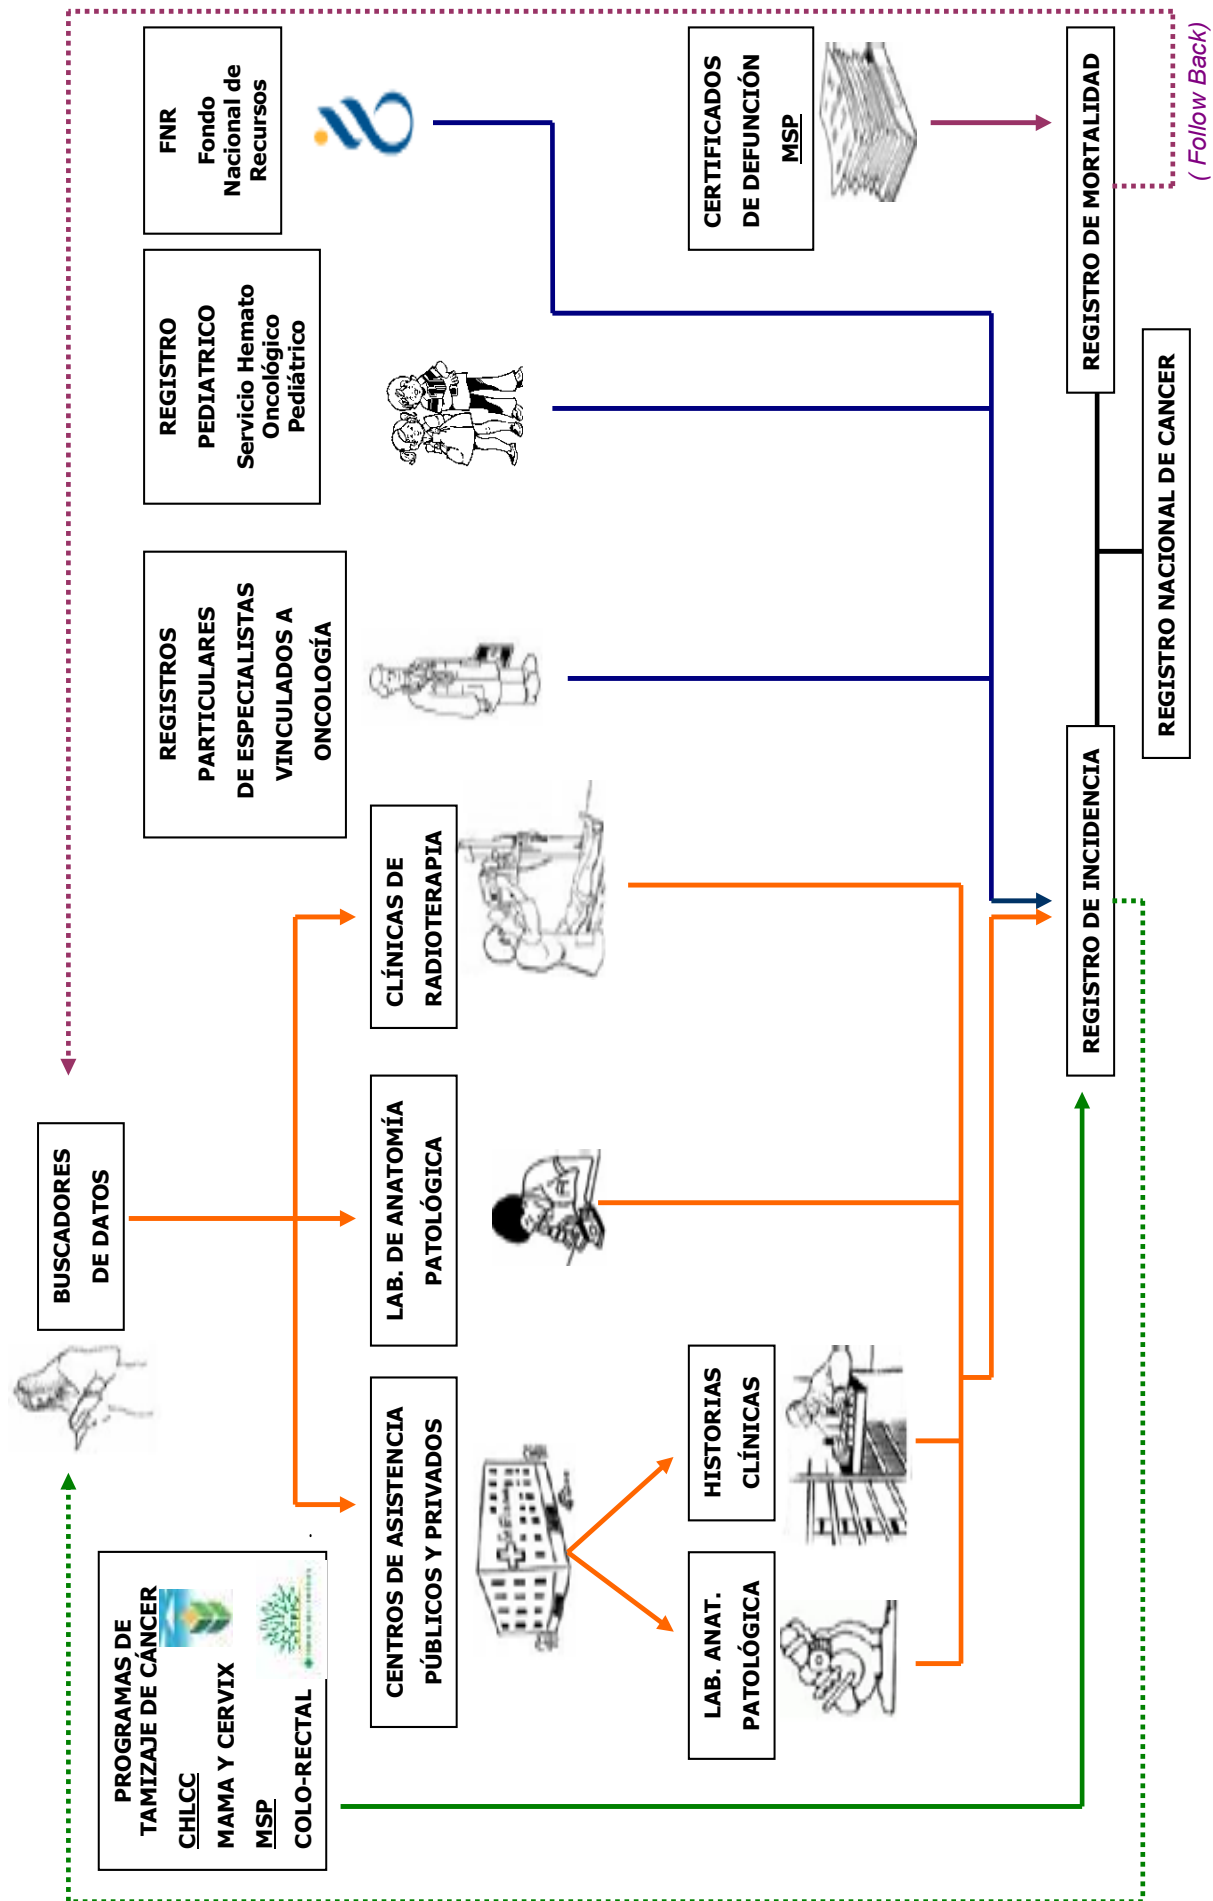 BUSCADORES
DE DATOS
PROGRAMAS DE
TAMIZAJE DE CÁNCER
CHLCC
MAMA Y CERVIX
MSP
COLO-RECTAL
CENTROS DE ASISTENCIA
PÚBLICOS Y PRIVADOS
LAB. DE ANATOMÍA
PATOLÓGICA
CLÍNICAS DE
RADIOTERAPIA
REGISTROS
PARTICULARES
DE ESPECIALISTAS
VINCULADOS A
ONCOLOGÍA
REGISTRO
PEDIATRICO
Servicio Hemato
Oncológico
Pediátrico
FNR
Fondo
Nacional de
Recursos
LAB. ANAT.
PATOLÓGICA
HISTORIAS
CLÍNICAS
CERTIFICADOS
DE DEFUNCIÓN
MSP
REGISTRO DE INCIDENCIA
REGISTRO DE MORTALIDAD
REGISTRO NACIONAL DE CANCER
( Follow Back)